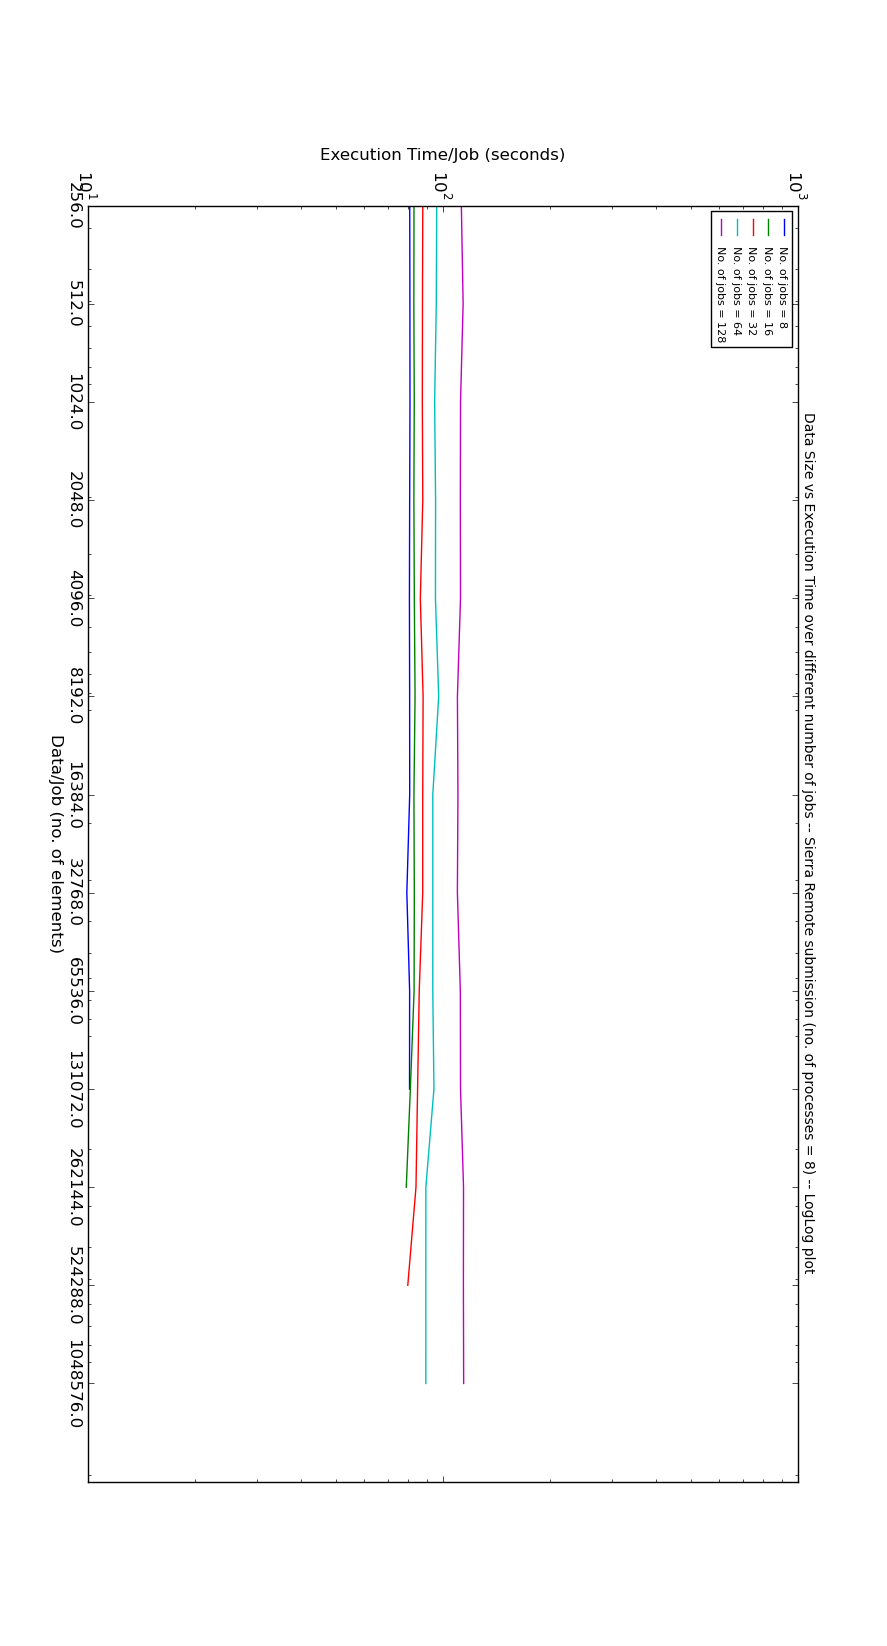 Data Size vs Execution Time over different number of jobs -- Sierra Remote submission (no. of processes = 8) -- LogLog plot
10^3
10^2
10^1
Execution Time/Job (seconds)
No. of jobs = 8
No. of jobs = 16
No. of jobs = 32
No. of jobs = 64
No. of jobs = 128
256.0 512.0 1024.0 2048.0 4096.0 8192.0 16384.0 32768.0 65536.0 131072.0 262144.0 524288.0 1048576.0
Data/Job (no. of elements)